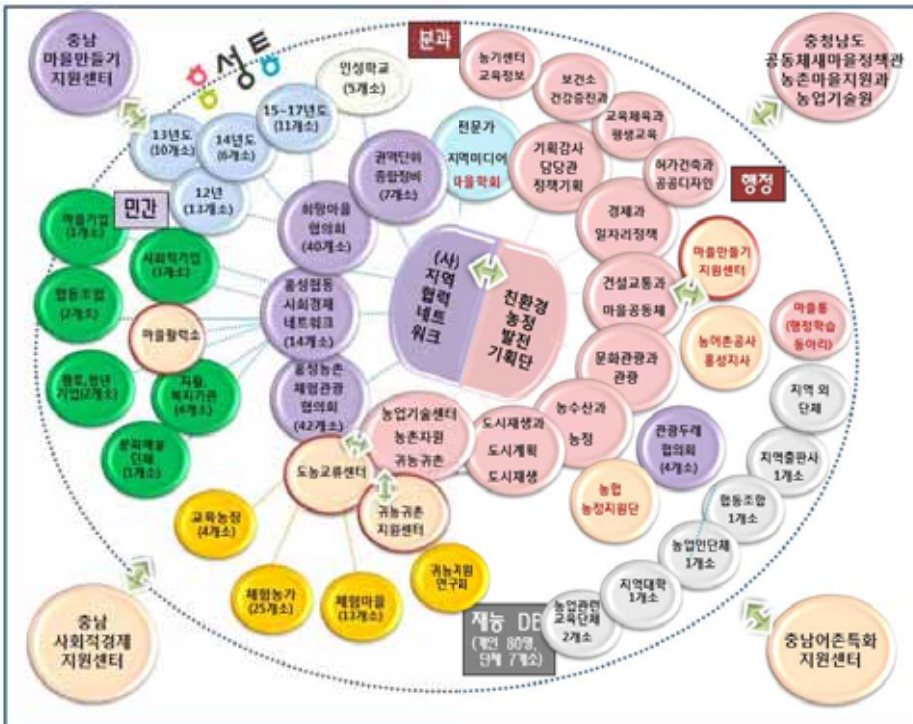 충남
마을만들기
지원센터
홍성통
분과
충청남도
공동체새마을정책관
농촌마을지원과
농업기술원
인성학교
(5개소)
농기센터
교육정보
보건소
건강증진과
교육체육과
평생교육
허가건축과
공공디자인
행정
13년도
(10개소)
14년도
(6개소)
15~17년도
(11개소)
12년
(13개소)
민간
권역단위
종합정비
(7개소)
전문가
지역미디어
마을학회
기획감사
담당관
정책기획
경제과
일자리정책
희망마을
협의회
(40개소)
마을기업
(1개소)
사회적기업
협동조합
(2개소)
마을활력소
홍성협동
사회경제
네트워크
(14개소)
(사)
지역
협력
네트
워크
친환경
농정
발전
기획단
건설교통과
마을공동체
마을만들기
지원센터
농어촌공사
홍성지사
마을통
(행정학습
동아리)
문화관광과
관광
기업(2개소)
자활,
복지기관
(4개소)
문화예술
단체
(1개소)
홍성농촌
체험관광
협의회
(42개소)
농업기술센터
농촌자원
귀농귀촌
도시재생과
도시계획
도시재생
농수산과
농정
관광두레
협의회
(4개소)
농협
농정지원단
지역 외
단체
지역출판사
1개소
협동조합
1개소
농업인단체
1개소
지역대학
1개소
농업관련
교육단체
2개소
도농교류센터
귀농귀촌
지원센터
교육농장
(4개소)
체험농가
(25개소)
체험마을
(13개소)
귀농지원
연구회
재능 DB
(개인 80명,
단체 7개소)
충남
사회적경제
지원센터
충남어촌특화
지원센터